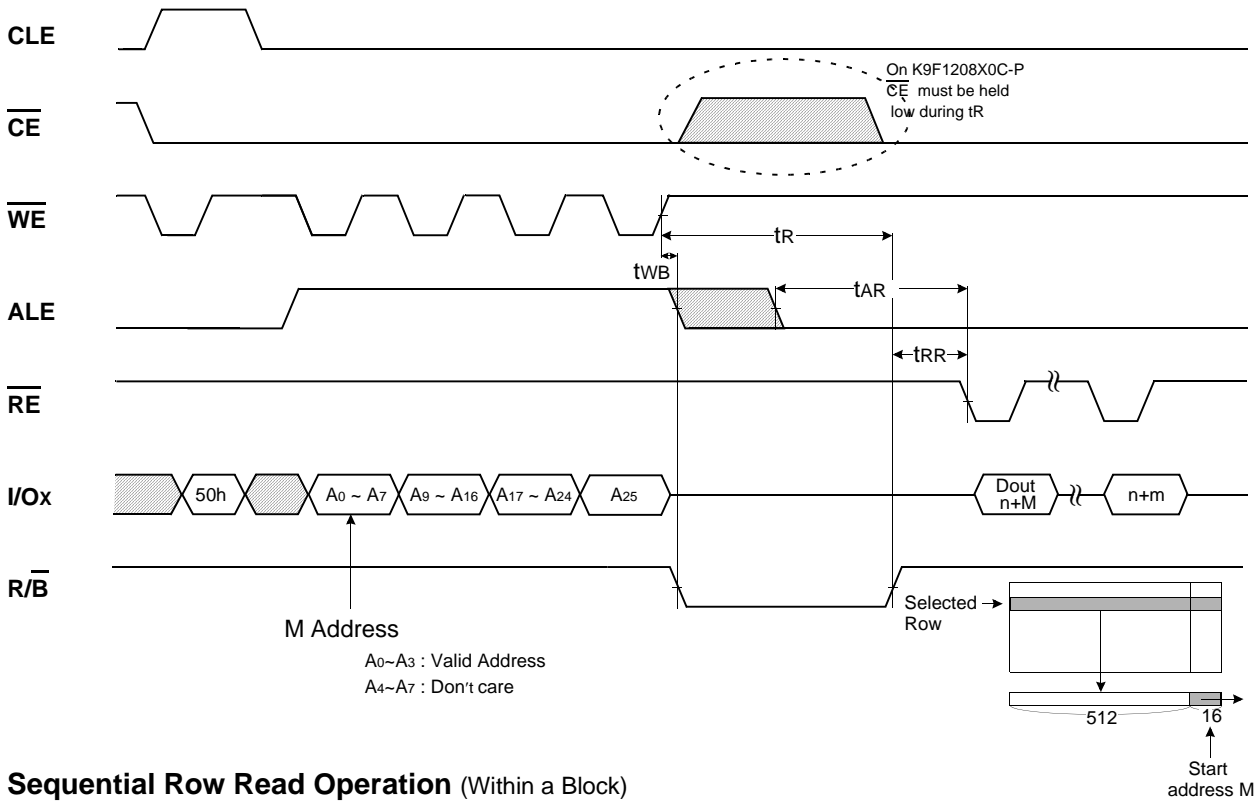 CLE
On K9F1208X0C-P
CE must be held
low during tR
CE
WE
tR
tWB
tAR
ALE
tRR
RE
I/Ox
50h
A0 ~ A7
A9 ~ A16
A17 ~ A24
A25
Dout
n+M
n+m
R/B
Selected
Row
M Address
A0~A3 : Valid Address
A4~A7 : Don't care
512
16
Start
address M
Sequential Row Read Operation (Within a Block)